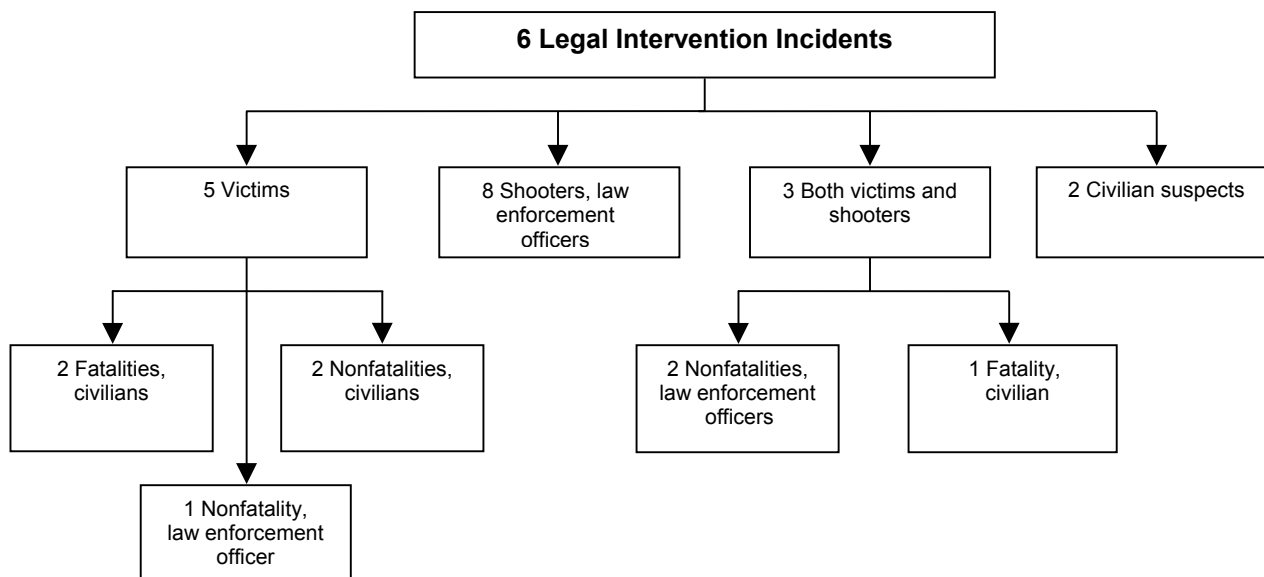 6 Legal Intervention Incidents
5 Victims
8 Shooters, law
enforcement
officers
3 Both victims and
shooters
2 Civilian suspects
2 Fatalities,
civilians
2 Nonfatalities,
civilians
2 Nonfatalities,
law enforcement
officers
1 Fatality,
civilian
1 Nonfatality,
law enforcement
officer